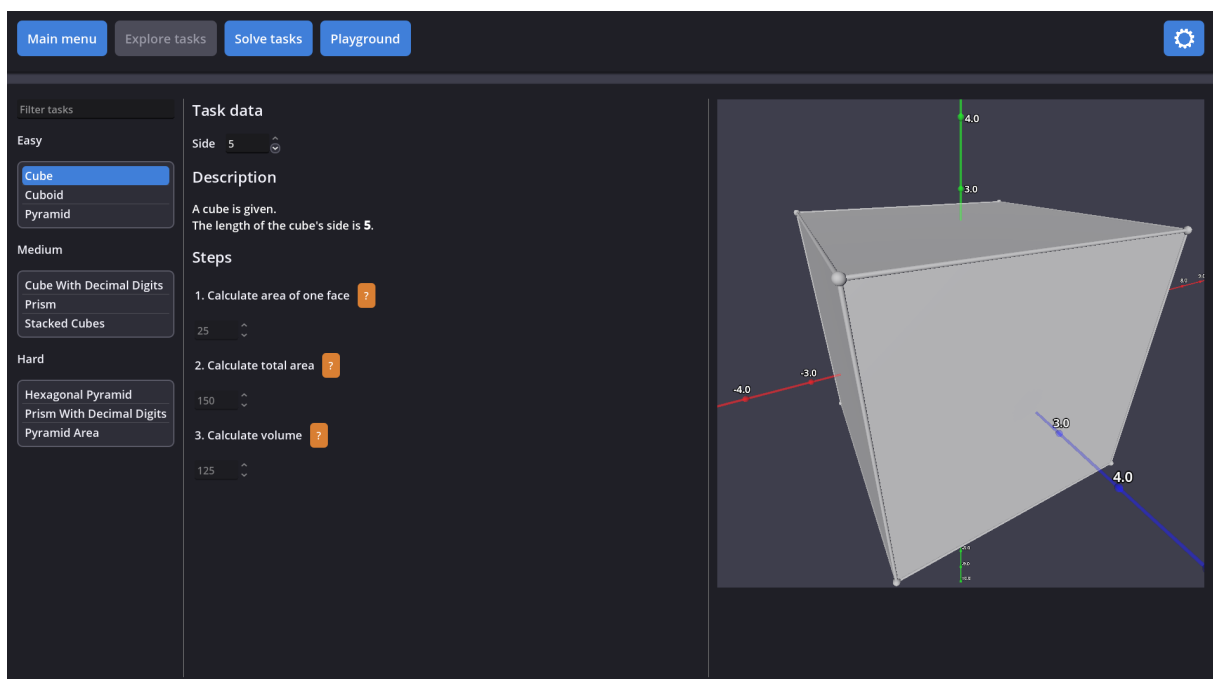 Main menu
Explore tasks
Solve tasks
Playground
Filter tasks
Easy
Cube
Cuboid
Pyramid
Medium
Cube With Decimal Digits
Prism
Stacked Cubes
Hard
Hexagonal Pyramid
Prism With Decimal Digits
Pyramid Area
Task data
Side 5
Description
A cube is given.
The length of the cube's side is 5.
Steps
1. Calculate area of one face ?
25
2. Calculate total area ?
150
3. Calculate volume ?
125
4.0
3.0
-3.0
-4.0
3.0
4.0